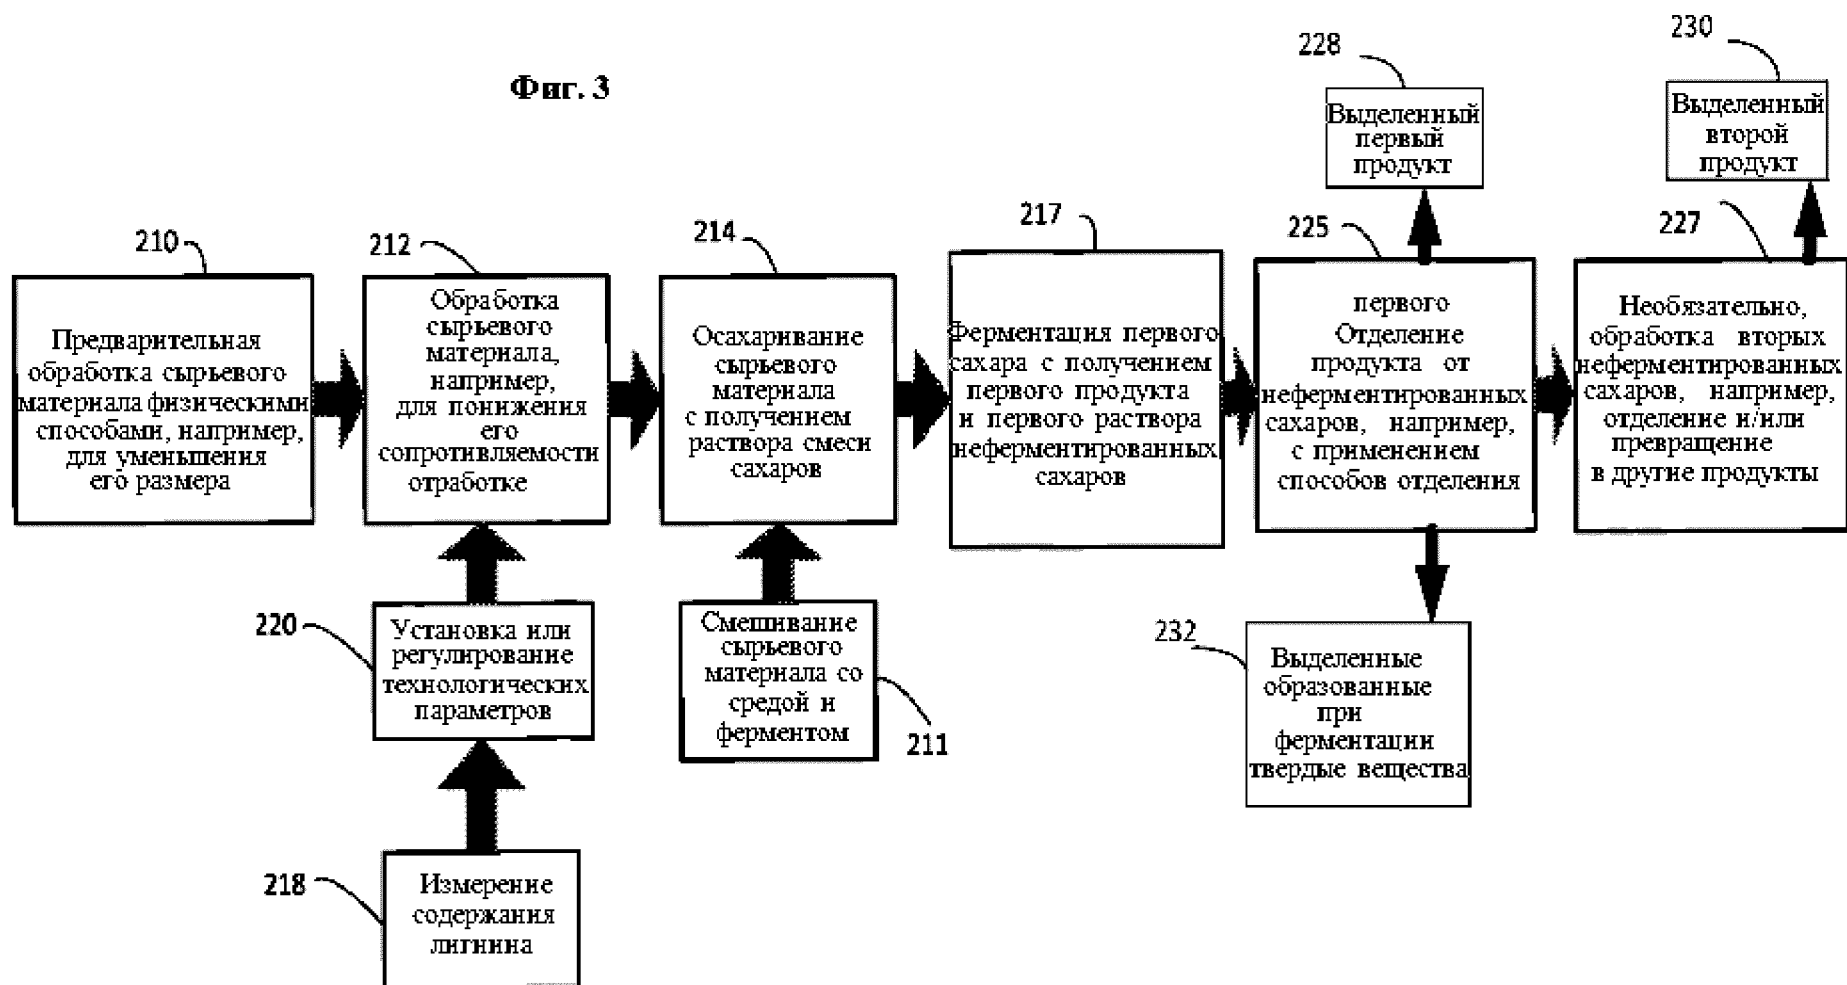 Фиг. 3
228
230
Выделенный
первый
продукт
Выделенный
второй
продукт
210
Предварительная
обработка сырьевого
материала физическими
способами, например,
для уменьшения
его размера
212
Обработка
сырьевого
материала,
например,
для понижения
его
сопротивляемости
отработке
214
Осахаривание
сырьевого
материала
с получением
раствора смеси
сахаров
217
Ферментация первого
сахара с получением
первого продукта
и первого раствора
неферментированных
сахаров
225
первого
Отделение
продукта от
неферментированных
сахаров, например,
с применением
способов отделения
227
Необязательно,
обработка вторых
неферментированных
сахаров, например,
отделение и/или
превращение
в другие продукты
220
Установка или
регулирование
технологических
параметров
Смешивание
сырьевого
материала со
средой и
ферментом
211
232
Выделенные
образованные
при
ферментации
твердые вещества
218
Измерение
содержания
лигнина